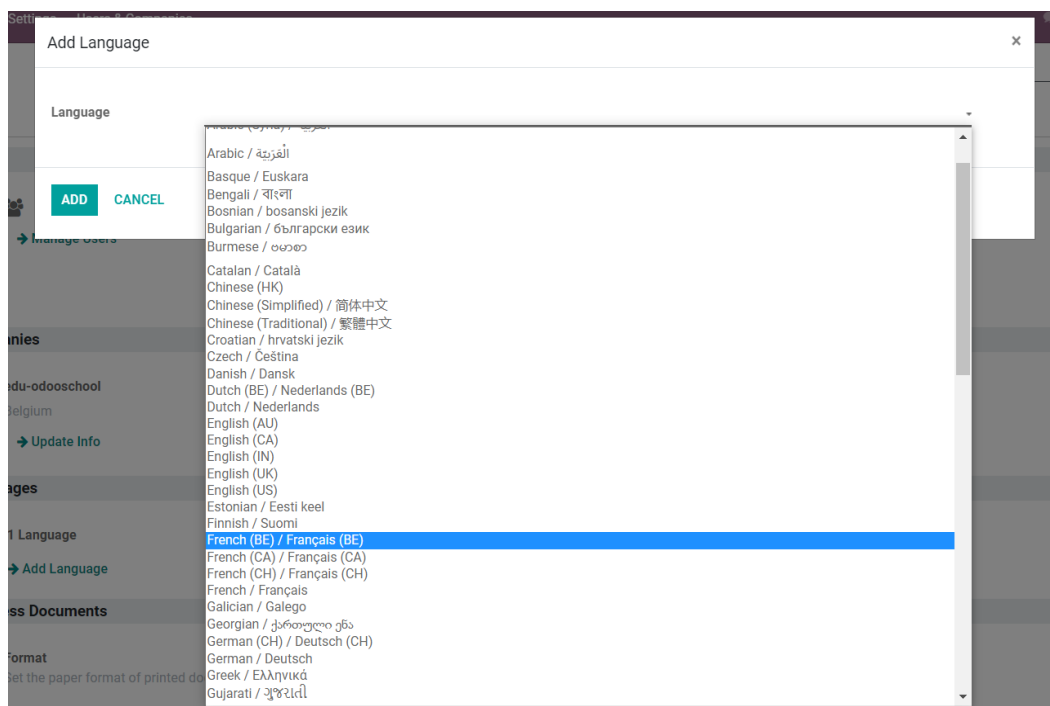 Settings Users & Companies
Add Language
×
Language
Arabic (Syria) /
Arabic / الْعَرَبيّة
Basque / Euskara
Bengali / বাংলা
Bosnian / bosanski jezik
Bulgarian / български език
Burmese / ဗမာစာ
Catalan / Català
Chinese (HK)
Chinese (Simplified) / 简体中文
Chinese (Traditional) / 繁體中文
Croatian / hrvatski jezik
Czech / Čeština
Danish / Dansk
Dutch (BE) / Nederlands (BE)
Dutch / Nederlands
English (AU)
English (CA)
English (IN)
English (UK)
English (US)
Estonian / Eesti keel
Finnish / Suomi
French (BE) / Français (BE)
French (CA) / Français (CA)
French (CH) / Français (CH)
French / Français
Galician / Galego
Georgian / ქართული ენა
German (CH) / Deutsch (CH)
German / Deutsch
Greek / Ελληνικά
Gujarati / ગુજરાતી
ADD CANCEL
Manage Users
anies
edu-odooschool
Belgium
Update Info
ages
1 Language
Add Language
ess Documents
Format
Set the paper format of printed do